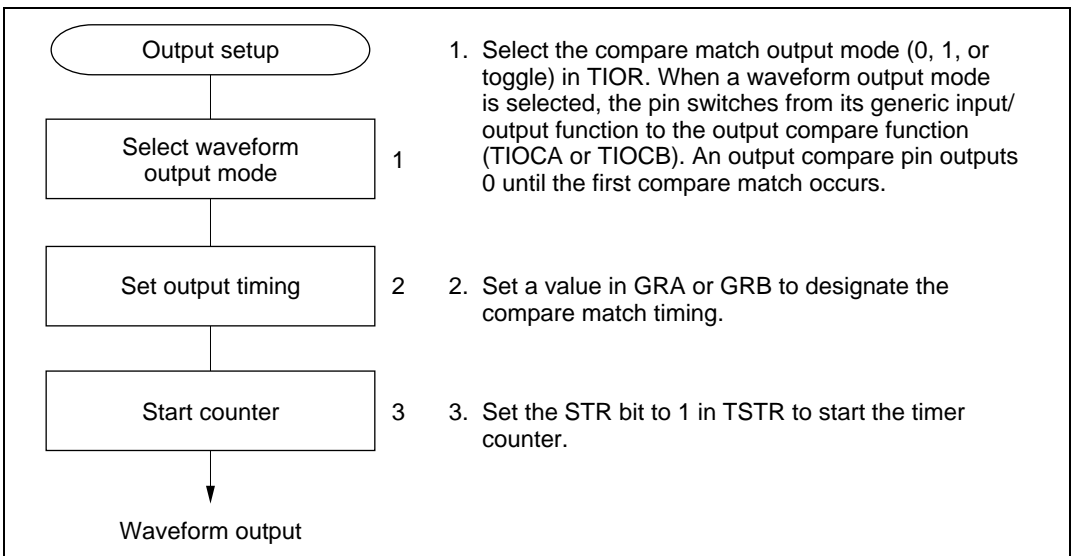 Output setup
Select waveform
output mode
1
Set output timing
2
Start counter
3
Waveform output
1. Select the compare match output mode (0, 1, or
toggle) in TIOR. When a waveform output mode
is selected, the pin switches from its generic input/
output function to the output compare function
(TIOCA or TIOCB). An output compare pin outputs
0 until the first compare match occurs.
2. Set a value in GRA or GRB to designate the
compare match timing.
3. Set the STR bit to 1 in TSTR to start the timer
counter.